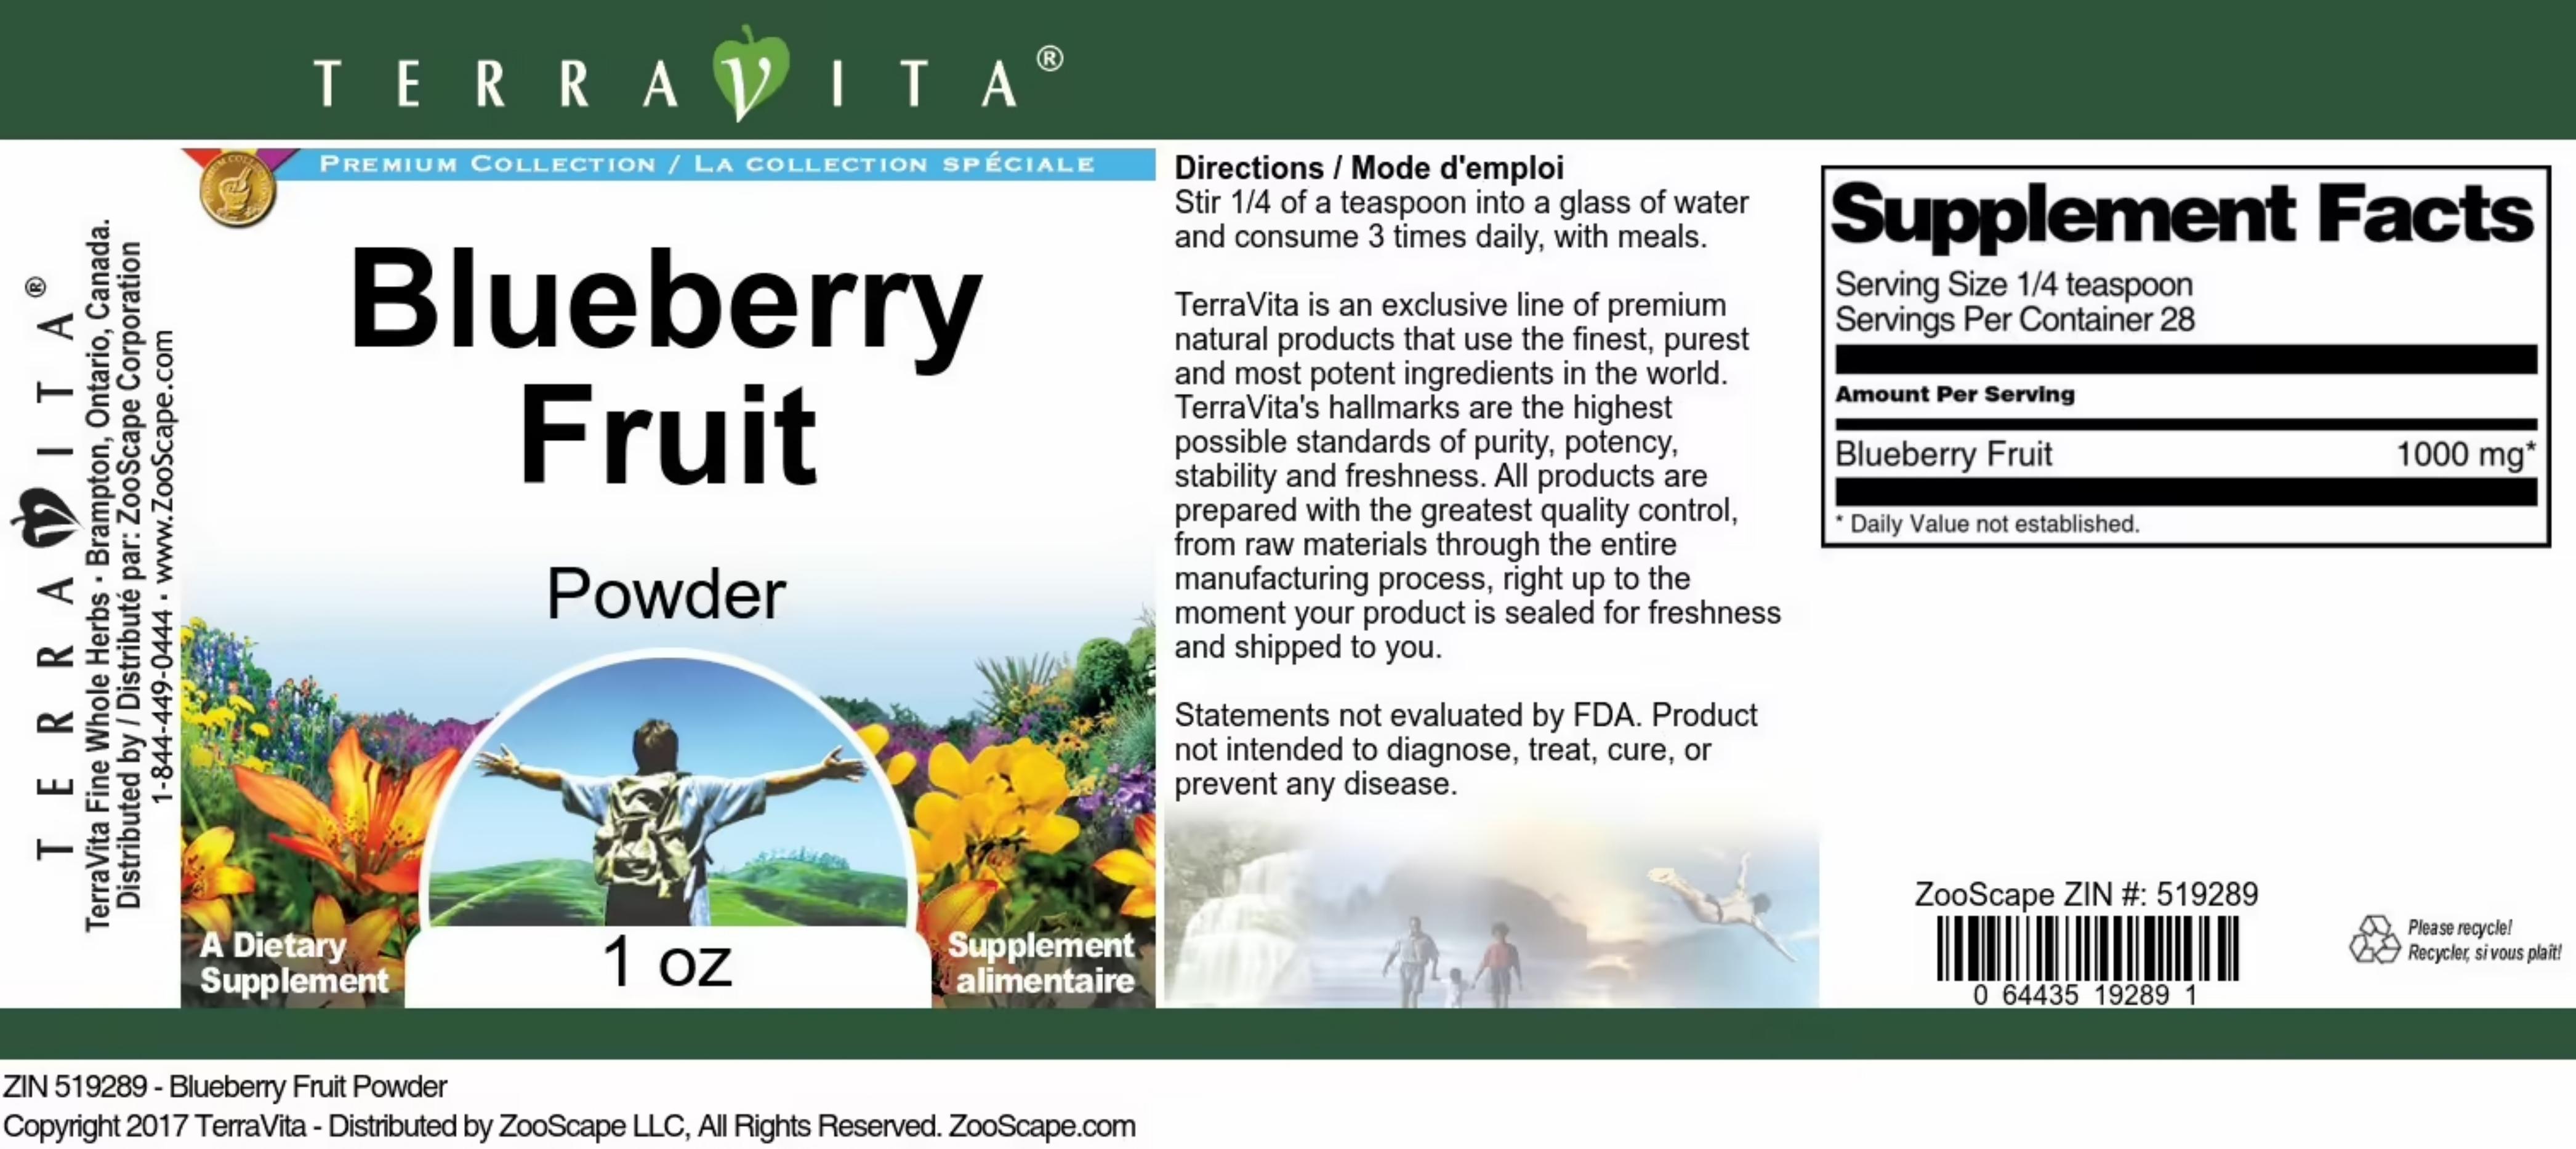 TERRAVITA®
PREMIUM COLLECTION / LA COLLECTION SPÉCIALE
Blueberry
Fruit
Powder
A Dietary
Supplement
1 oz
Supplement
alimentaire
TERRAVITA®
TerraVita Fine Whole Herbs · Brampton, Ontario, Canada.
Distributed by / Distribué par: ZooScape Corporation
1-844-449-0444 · www.ZooScape.com
Directions / Mode d'emploi
Stir 1/4 of a teaspoon into a glass of water
and consume 3 times daily, with meals.
TerraVita is an exclusive line of premium
natural products that use the finest, purest
and most potent ingredients in the world.
TerraVita's hallmarks are the highest
possible standards of purity, potency,
stability and freshness. All products are
prepared with the greatest quality control,
from raw materials through the entire
manufacturing process, right up to the
moment your product is sealed for freshness
and shipped to you.
Statements not evaluated by FDA. Product
not intended to diagnose, treat, cure, or
prevent any disease.
Supplement Facts
Serving Size 1/4 teaspoon
Servings Per Container 28
Amount Per Serving
Blueberry Fruit 1000 mg*
* Daily Value not established.
ZooScape ZIN #: 519289
0 64435 19289 1
Please recycle!
Recycler, si vous plaît!
ZIN 519289 - Blueberry Fruit Powder
Copyright 2017 TerraVita - Distributed by ZooScape LLC, All Rights Reserved. ZooScape.com